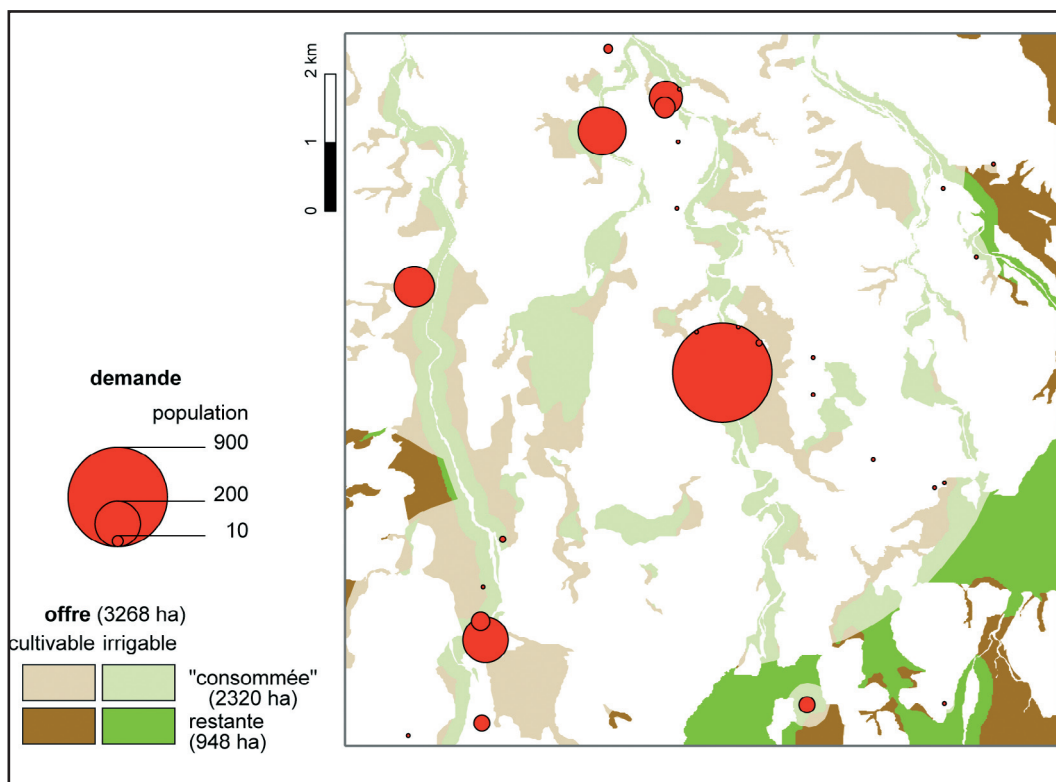 2 km
1
0
demande
population
900
200
10
offre (3268 ha)
cultivable irrigable
"consommée"
(2320 ha)
restante
(948 ha)